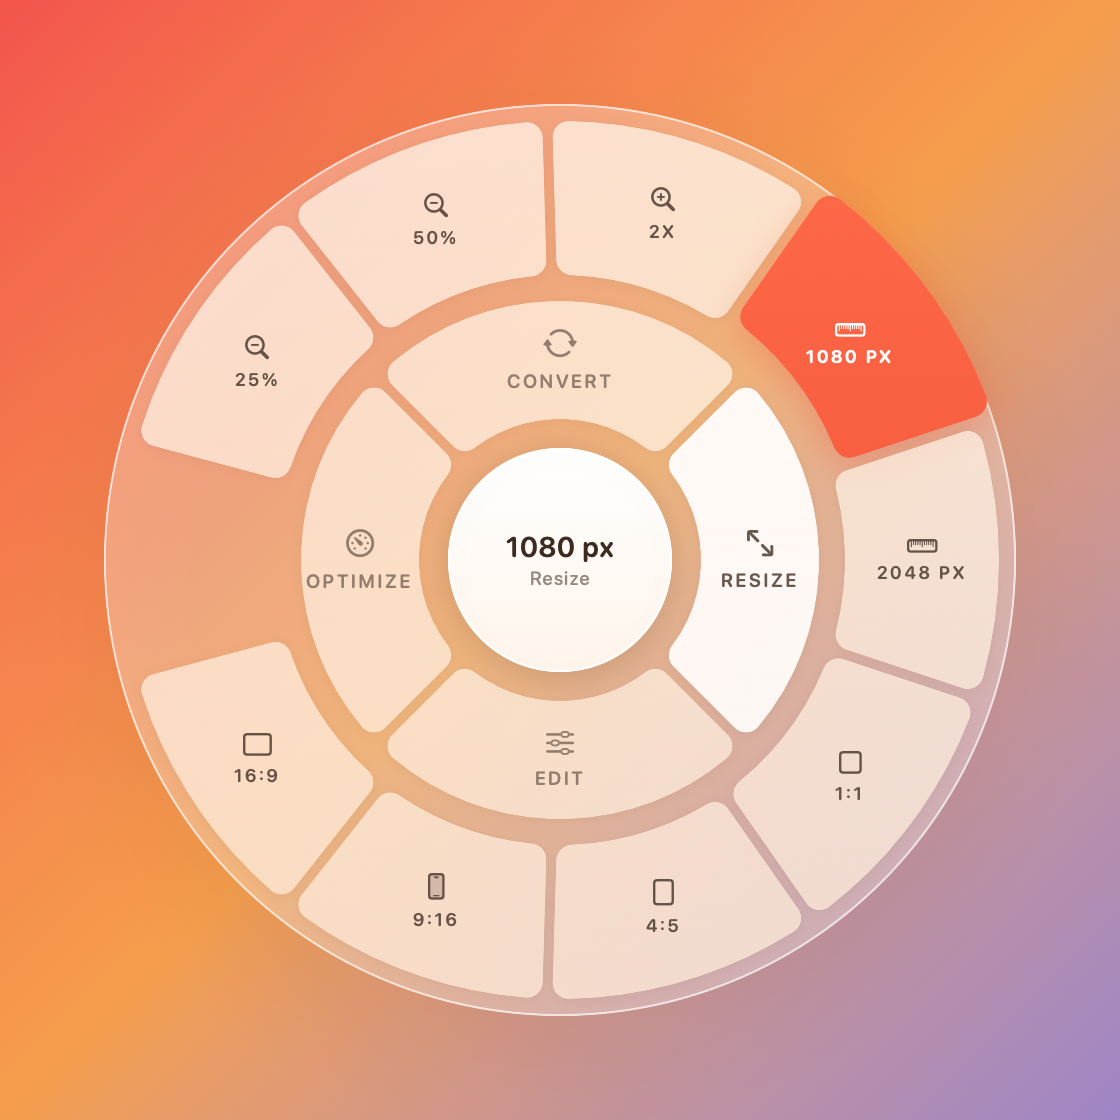 50%
2X
25%
1080 PX
CONVERT
OPTIMIZE
1080 px
Resize
RESIZE
2048 PX
16:9
EDIT
1:1
9:16
4:5